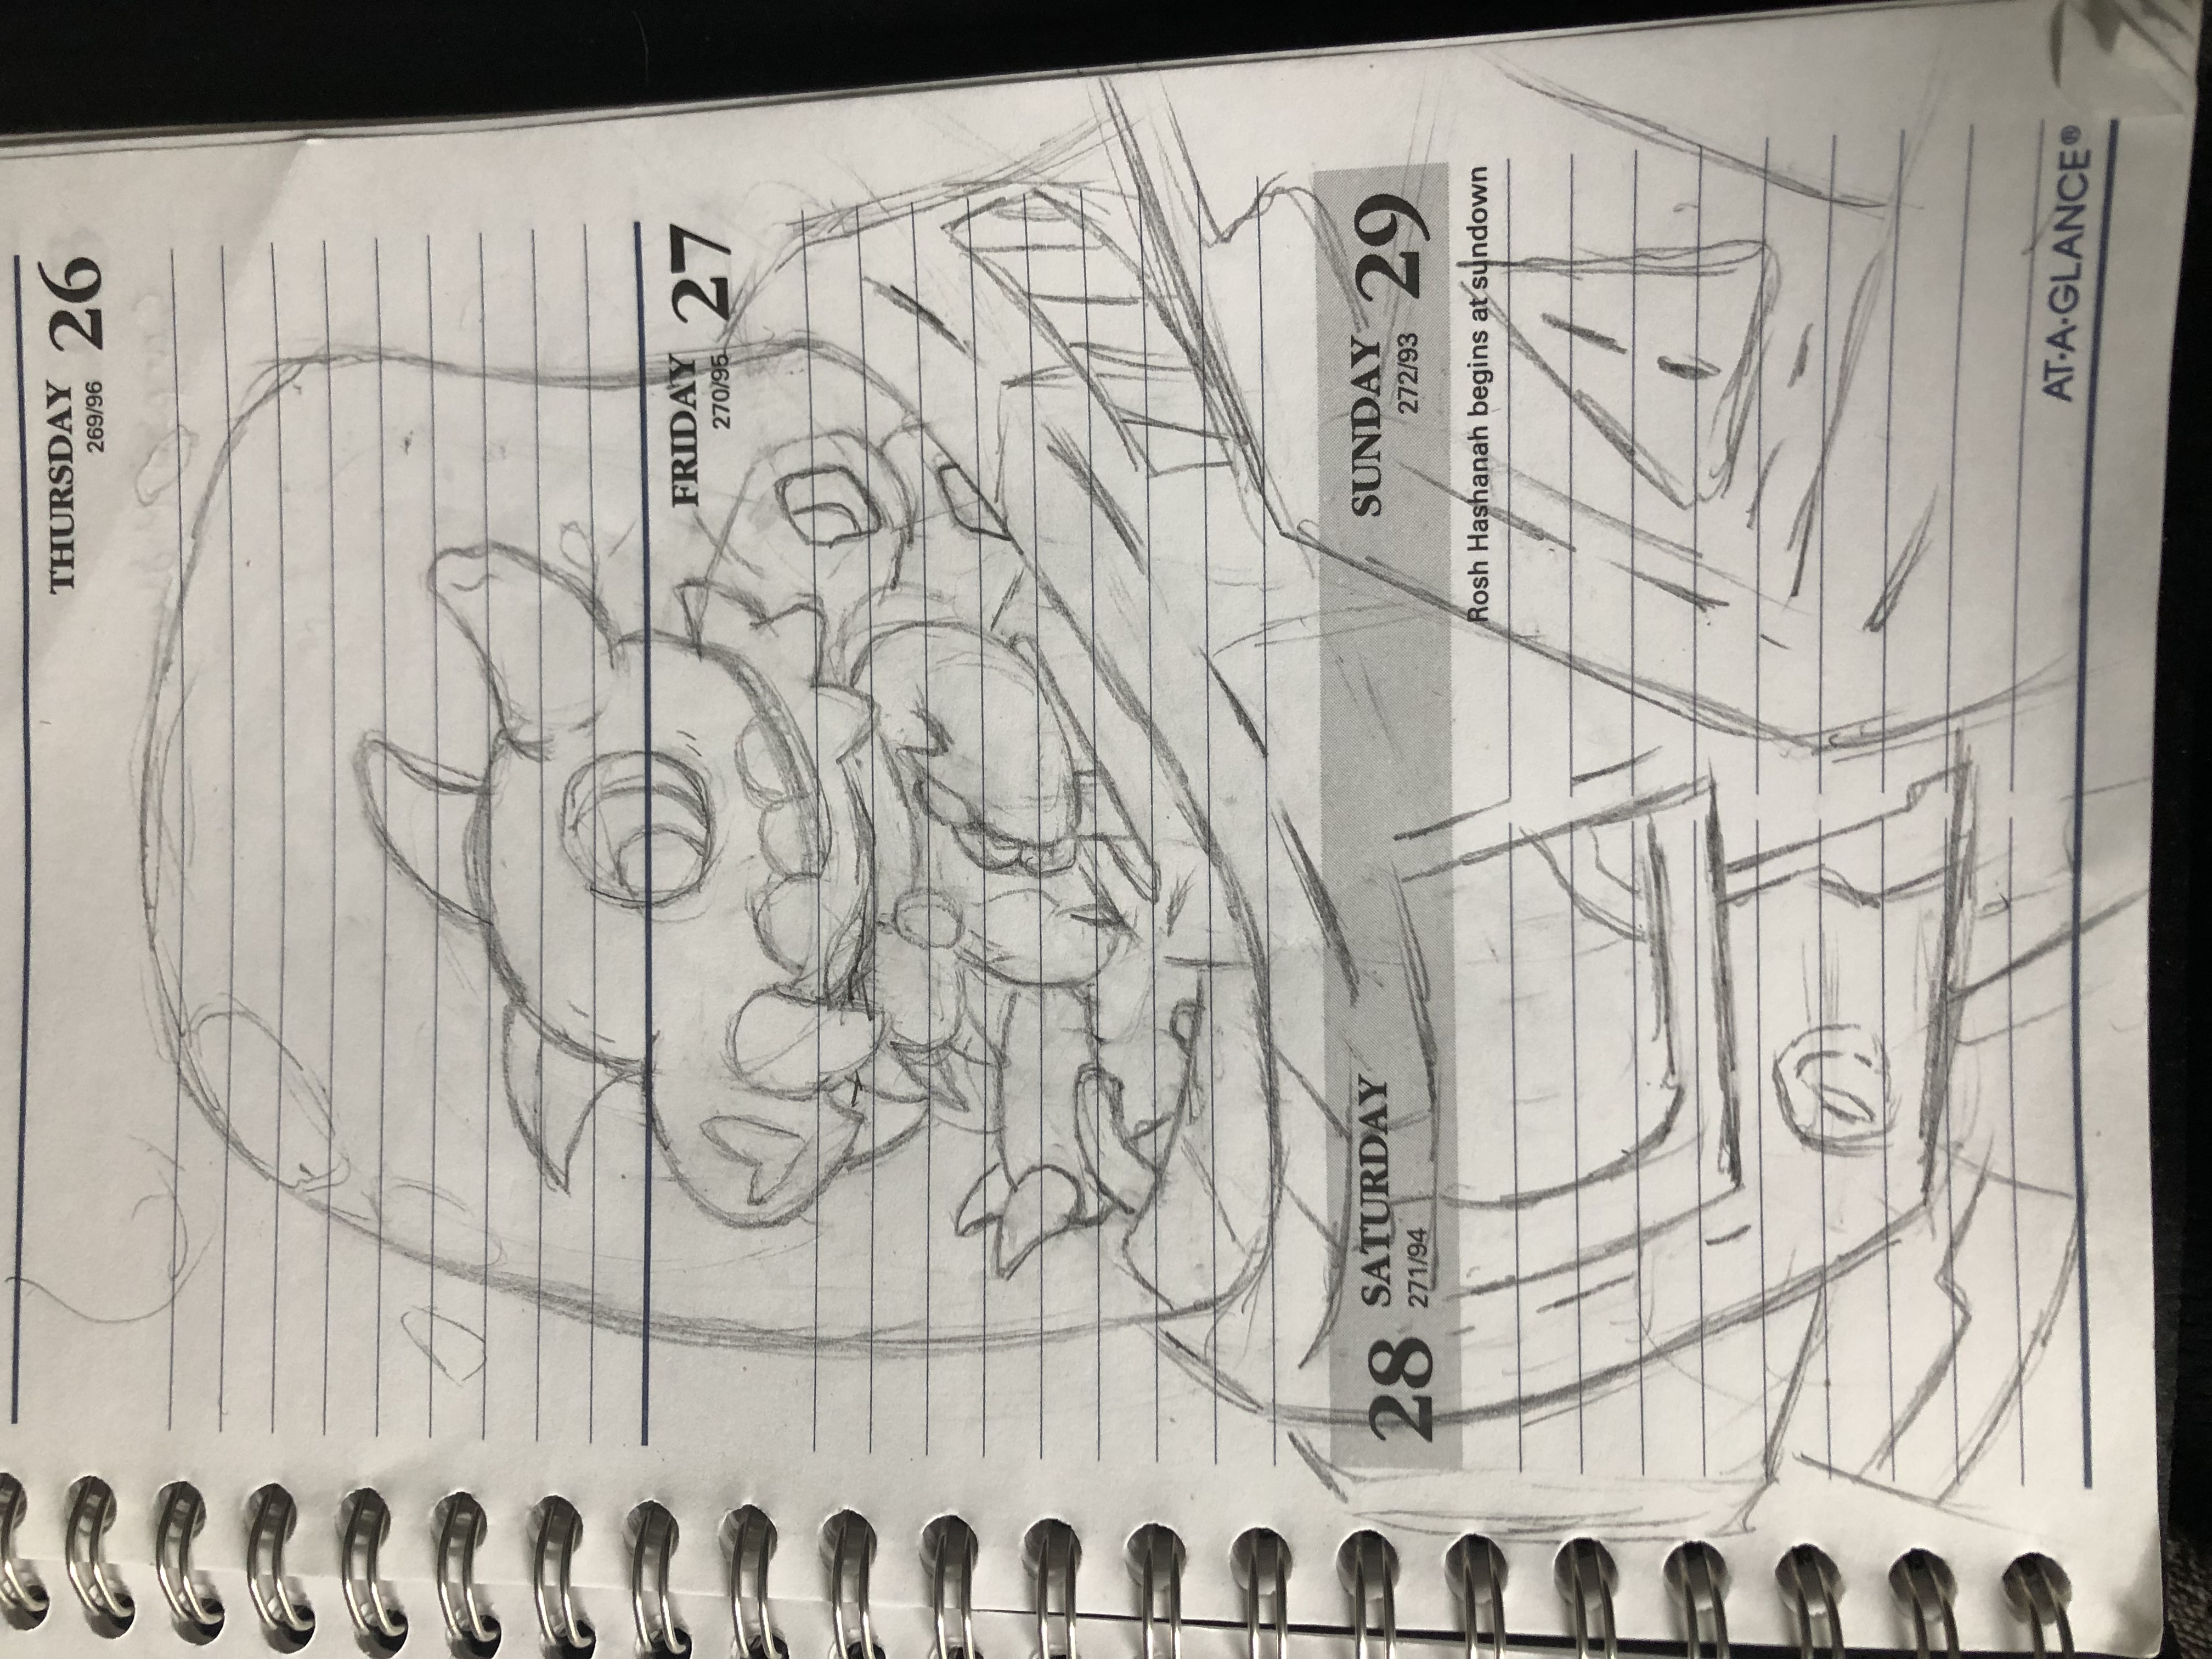 THURSDAY 26
269/96
FRIDAY 27
270/95
28 SATURDAY
271/94
SUNDAY 29
272/93
Rosh Hashanah begins at sundown
AT-A-GLANCE®